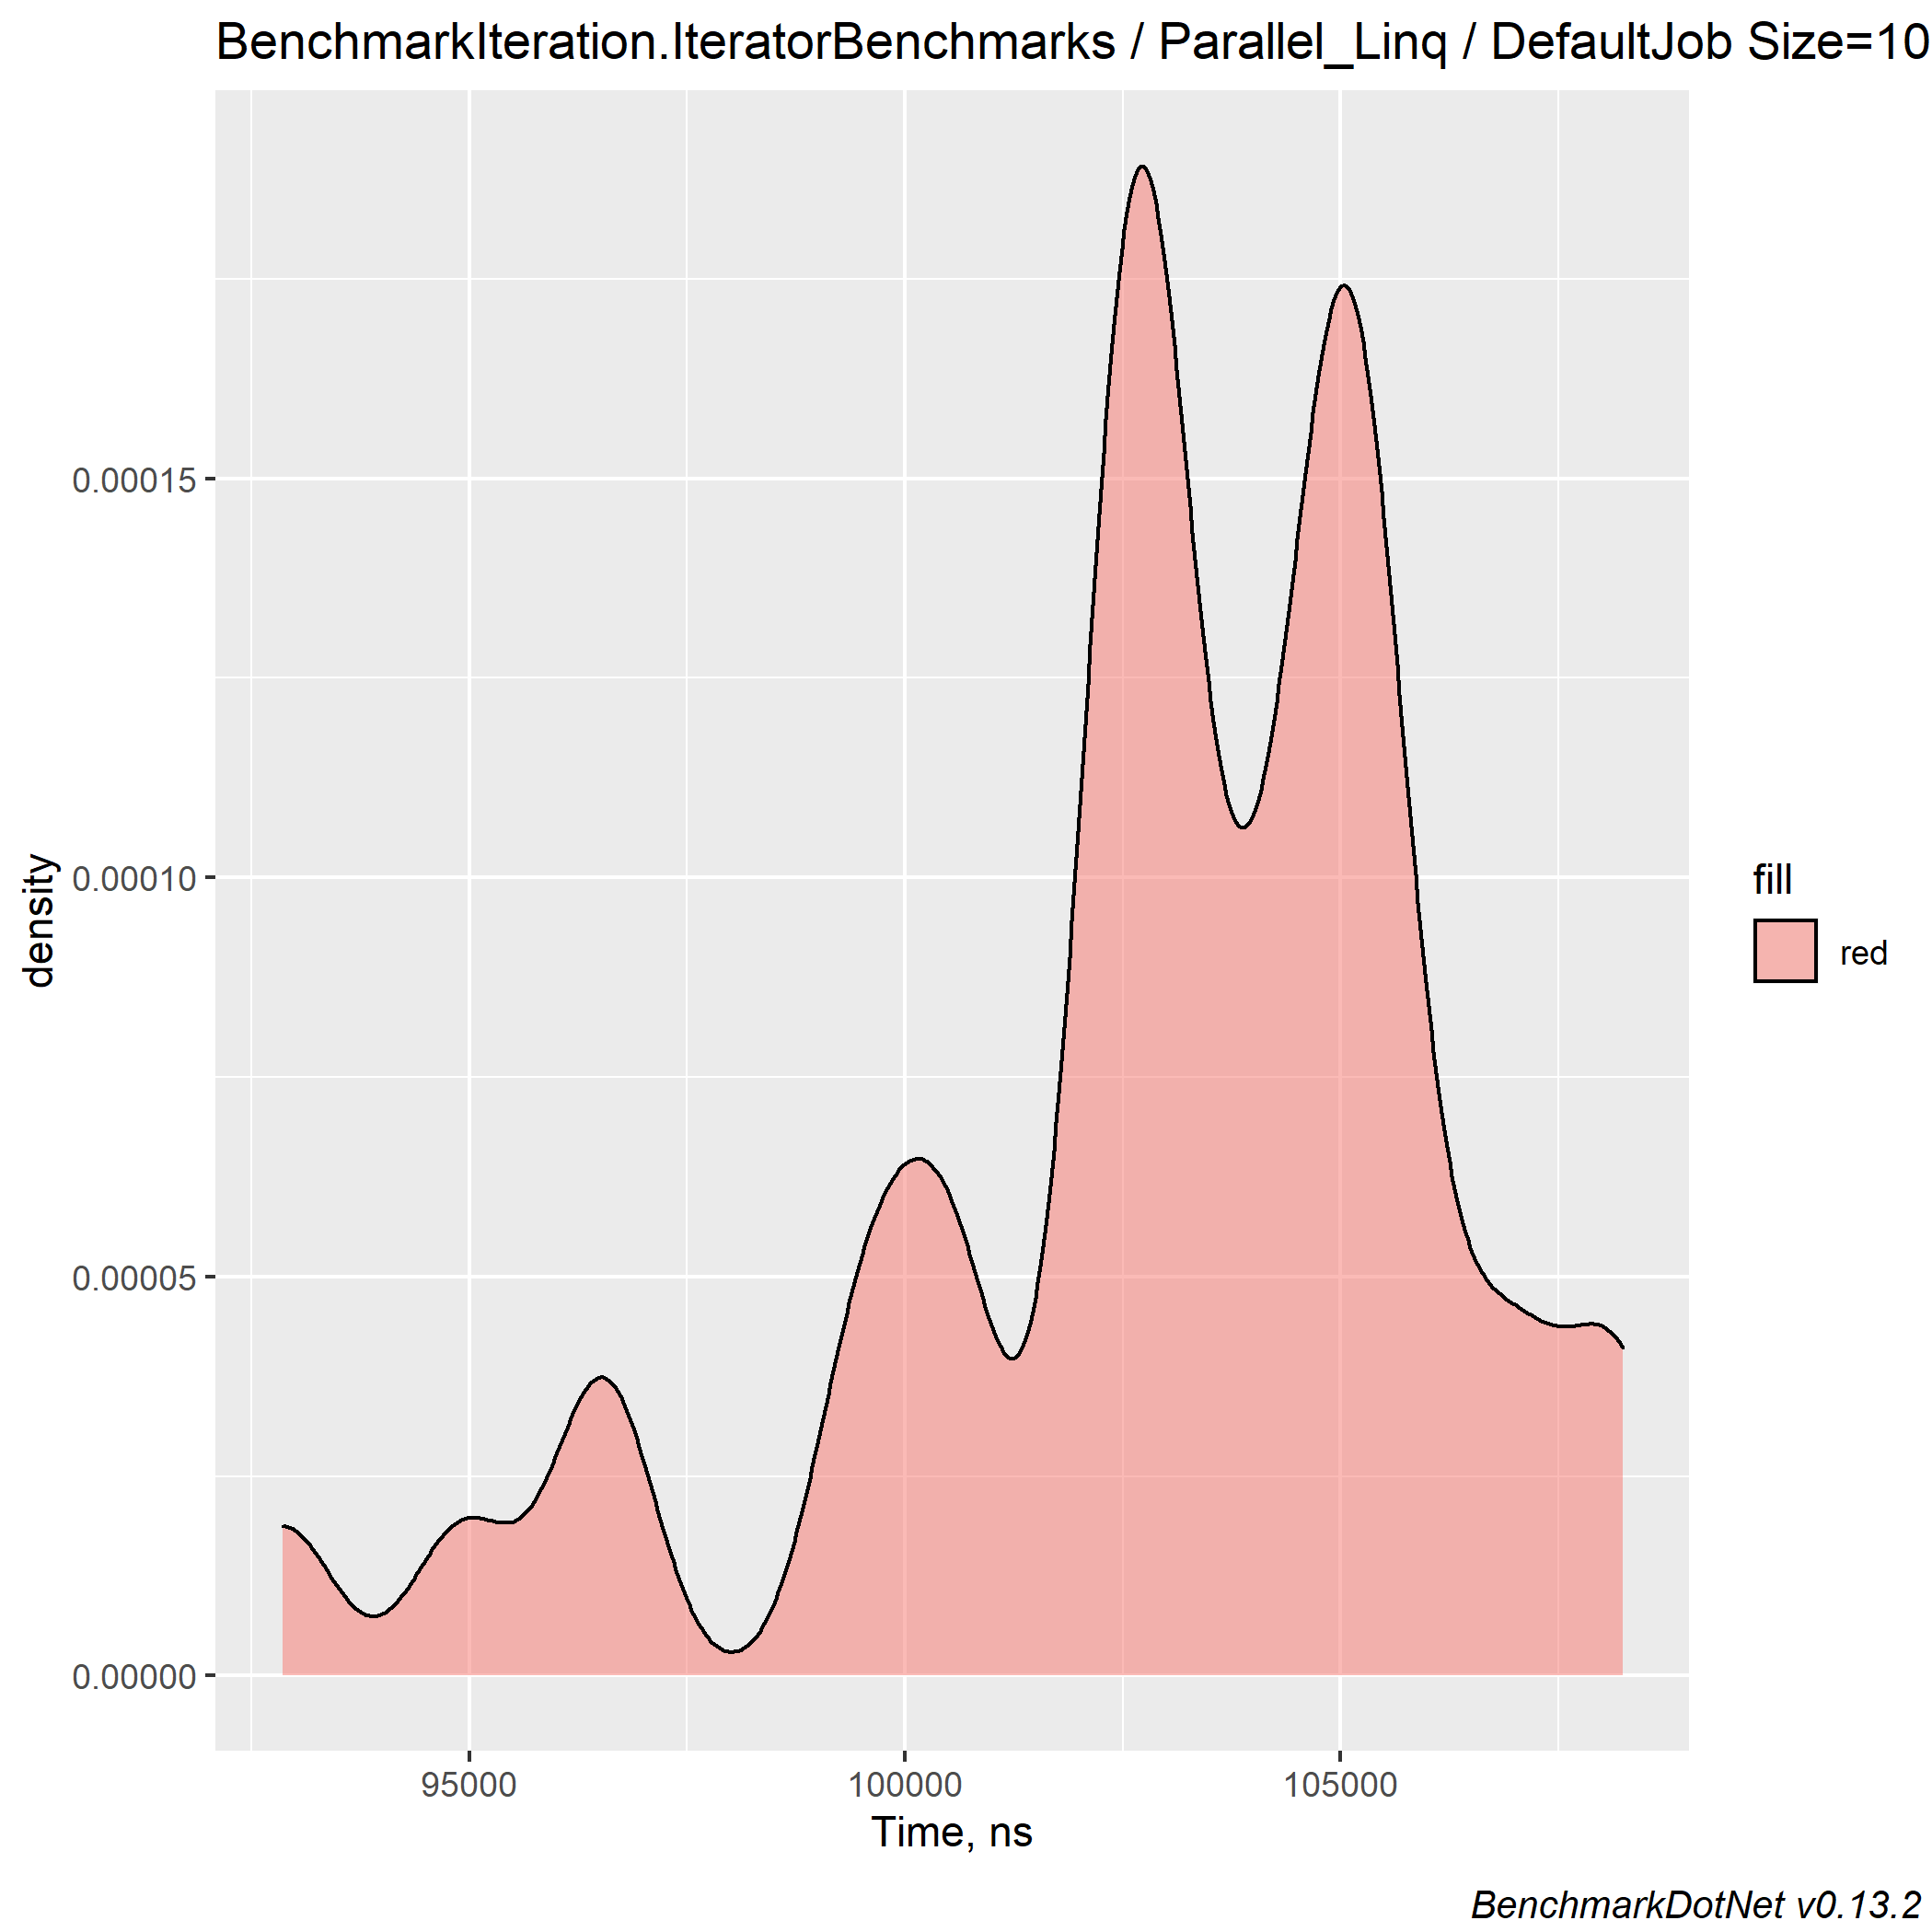 BenchmarkIteration.IteratorBenchmarks / Parallel_Linq / DefaultJob Size=10
0.00015
0.00010
0.00005
0.00000
density
95000 100000 105000
Time, ns
fill
red
BenchmarkDotNet v0.13.2